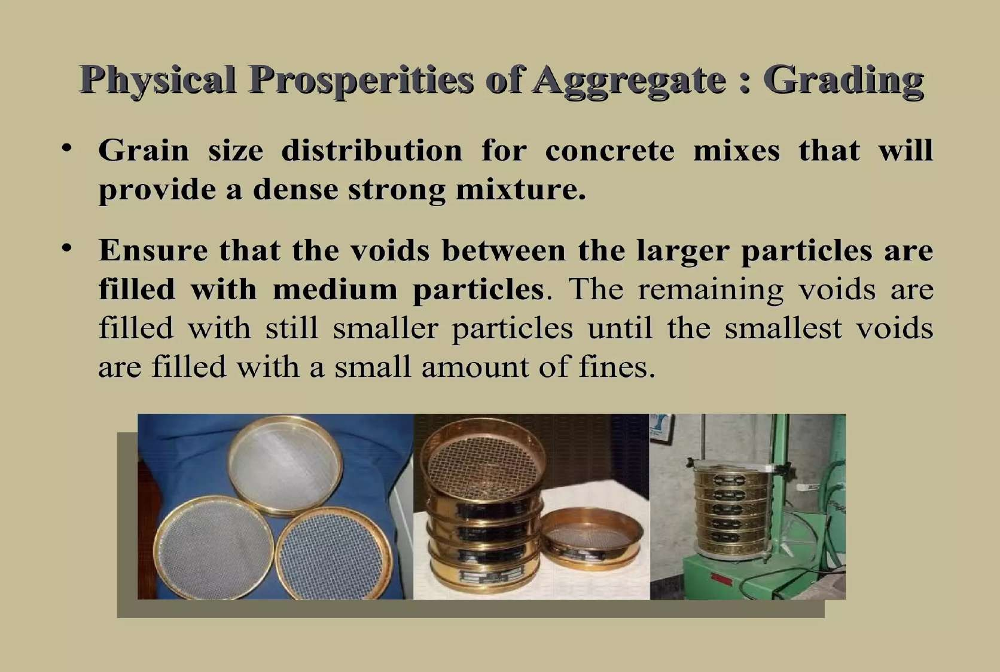 Physical Prosperities of Aggregate : Grading
• Grain size distribution for concrete mixes that will
provide a dense strong mixture.
• Ensure that the voids between the larger particles are
filled with medium particles. The remaining voids are
filled with still smaller particles until the smallest voids
are filled with a small amount of fines.